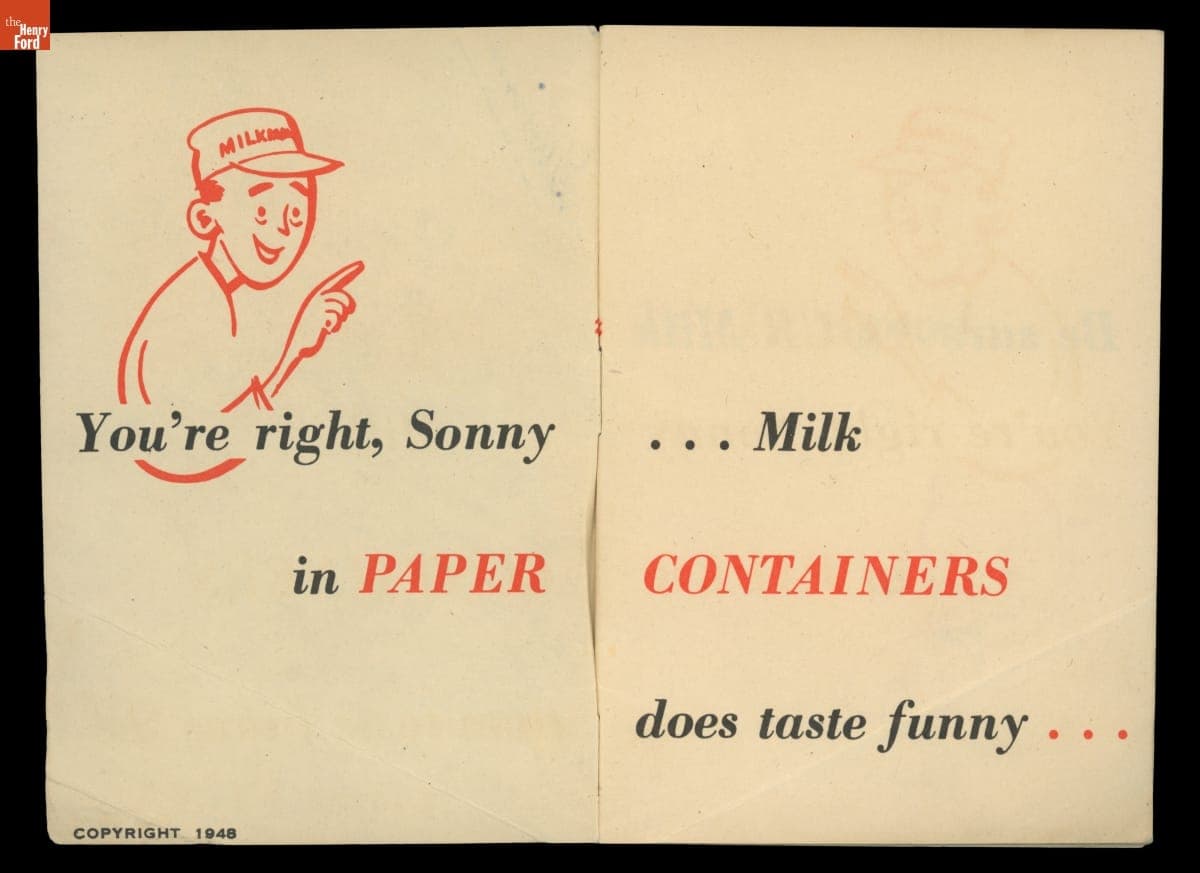 the
Henry
Ford
MILKMAN
You're right, Sonny
. . . Milk
in PAPER
CONTAINERS
does taste funny . . .
COPYRIGHT 1948